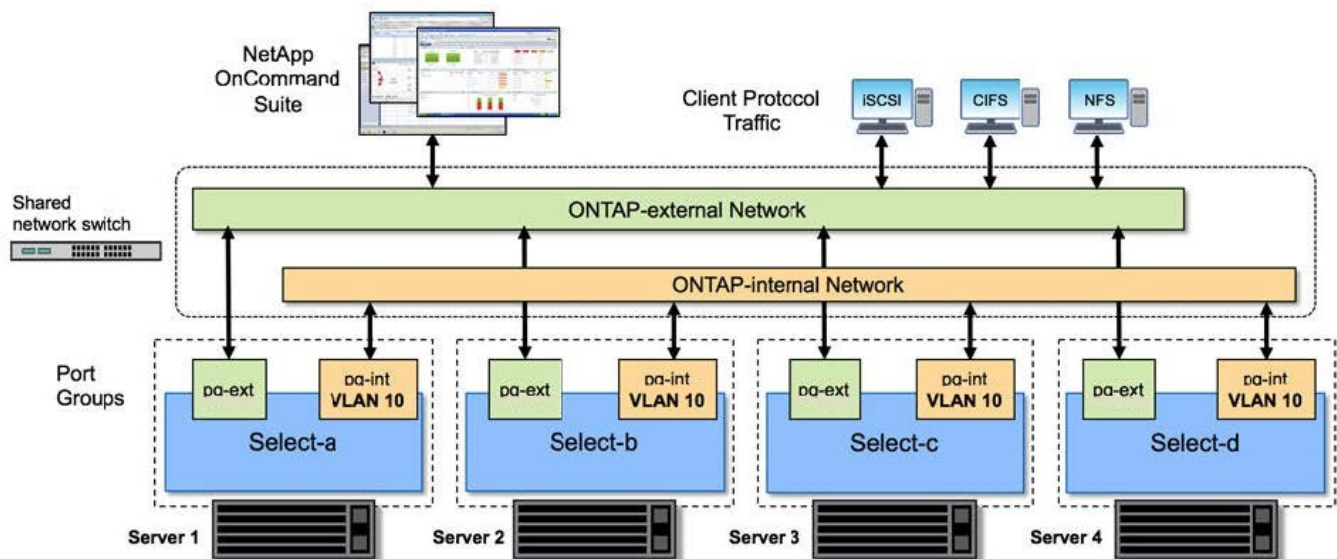 NetApp
OnCommand
Suite
Client Protocol
Traffic
iSCSI
CIFS
NFS
Shared
network switch
ONTAP-external Network
ONTAP-internal Network
Port
Groups
pg-ext
pg-int
VLAN 10
Select-a
pg-ext
pg-int
VLAN 10
Select-b
pg-ext
pg-int
VLAN 10
Select-c
pg-ext
pg-int
VLAN 10
Select-d
Server 1
Server 2
Server 3
Server 4